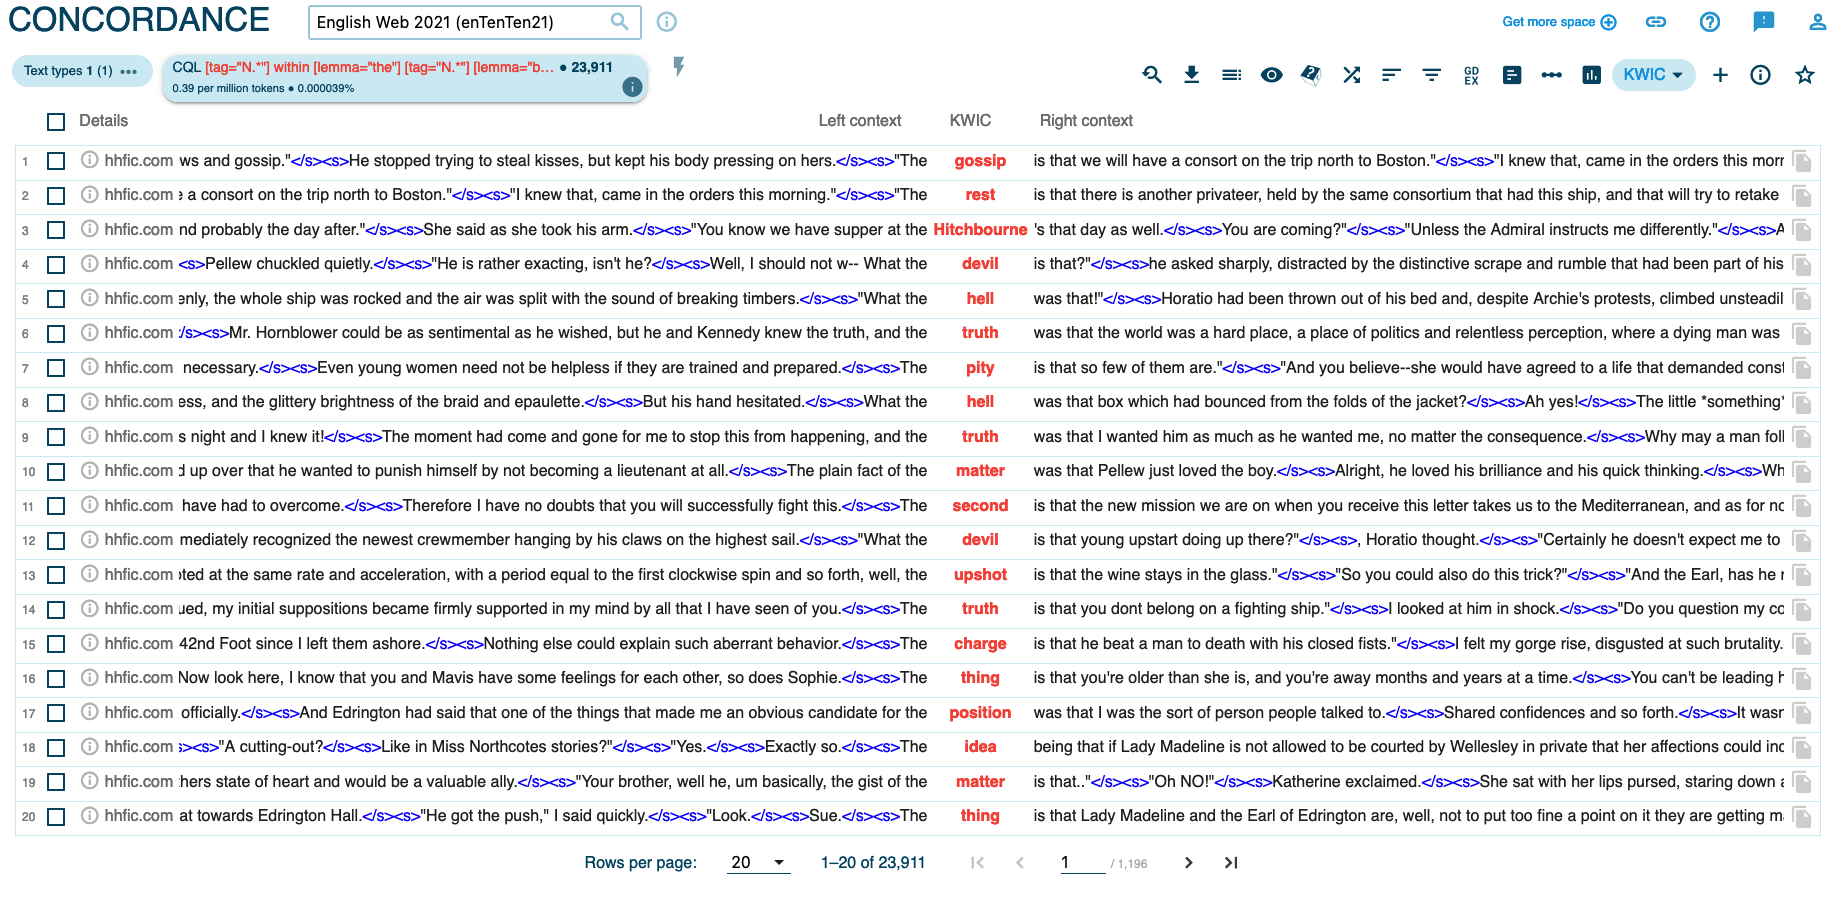 CONCORDANCE English Web 2021 (enTenTen21) Get more space
Text types 1 (1) ••• CQL [tag="N.*"] within [lemma="the"] [tag="N.*"] [lemma="b... • 23,911
0.39 per million tokens • 0.000039%
GD EX KWIC
Details Left context KWIC Right context
1 hhfic.com ws and gossip."</s><s>He stopped trying to steal kisses, but kept his body pressing on hers.</s><s>"The gossip is that we will have a consort on the trip north to Boston."</s><s>"I knew that, came in the orders this morr
2 hhfic.com e a consort on the trip north to Boston."</s><s>"I knew that, came in the orders this morning."</s><s>"The rest is that there is another privateer, held by the same consortium that had this ship, and that will try to retake
3 hhfic.com nd probably the day after."</s><s>She said as she took his arm.</s><s>"You know we have supper at the Hitchbourne 's that day as well.</s><s>You are coming?"</s><s>"Unless the Admiral instructs me differently."</s><s>A
4 hhfic.com <s>Pellew chuckled quietly.</s><s>"He is rather exacting, isn't he?</s><s>Well, I should not w-- What the devil is that?"</s><s>he asked sharply, distracted by the distinctive scrape and rumble that had been part of his
5 hhfic.com enly, the whole ship was rocked and the air was split with the sound of breaking timbers.</s><s>"What the hell was that!"</s><s>Horatio had been thrown out of his bed and, despite Archie's protests, climbed unsteadil
6 hhfic.com /s><s>Mr. Hornblower could be as sentimental as he wished, but he and Kennedy knew the truth, and the truth was that the world was a hard place, a place of politics and relentless perception, where a dying man was
7 hhfic.com necessary.</s><s>Even young women need not be helpless if they are trained and prepared.</s><s>The pity is that so few of them are."</s><s>"And you believe--she would have agreed to a life that demanded const
8 hhfic.com ess, and the glittery brightness of the braid and epaulette.</s><s>But his hand hesitated.</s><s>What the hell was that box which had bounced from the folds of the jacket?</s><s>Ah yes!</s><s>The little *something*
9 hhfic.com s night and I knew it!</s><s>The moment had come and gone for me to stop this from happening, and the truth was that I wanted him as much as he wanted me, no matter the consequence.</s><s>Why may a man foll
10 hhfic.com d up over that he wanted to punish himself by not becoming a lieutenant at all.</s><s>The plain fact of the matter was that Pellew just loved the boy.</s><s>Alright, he loved his brilliance and his quick thinking.</s><s>Wh
11 hhfic.com have had to overcome.</s><s>Therefore I have no doubts that you will successfully fight this.</s><s>The second is that the new mission we are on when you receive this letter takes us to the Mediterranean, and as for nc
12 hhfic.com mediately recognized the newest crewmember hanging by his claws on the highest sail.</s><s>"What the devil is that young upstart doing up there?"</s><s>, Horatio thought.</s><s>"Certainly he doesn't expect me to
13 hhfic.com oted at the same rate and acceleration, with a period equal to the first clockwise spin and so forth, well, the upshot is that the wine stays in the glass."</s><s>"So you could also do this trick?"</s><s>"And the Earl, has he r
14 hhfic.com ued, my initial suppositions became firmly supported in my mind by all that I have seen of you.</s><s>The truth is that you dont belong on a fighting ship."</s><s>I looked at him in shock.</s><s>"Do you question my co
15 hhfic.com 42nd Foot since I left them ashore.</s><s>Nothing else could explain such aberrant behavior.</s><s>The charge is that he beat a man to death with his closed fists."</s><s>I felt my gorge rise, disgusted at such brutality.
16 hhfic.com Now look here, I know that you and Mavis have some feelings for each other, so does Sophie.</s><s>The thing is that you're older than she is, and you're away months and years at a time.</s><s>You can't be leading h
17 hhfic.com officially.</s><s>And Edrington had said that one of the things that made me an obvious candidate for the position was that I was the sort of person people talked to.</s><s>Shared confidences and so forth.</s><s>It wasr
18 hhfic.com s><s>"A cutting-out?</s><s>Like in Miss Northcotes stories?"</s><s>"Yes.</s><s>Exactly so.</s><s>The idea being that if Lady Madeline is not allowed to be courted by Wellesley in private that her affections could inc
19 hhfic.com thers state of heart and would be a valuable ally.</s><s>"Your brother, well he, um basically, the gist of the matter is that.."</s><s>"Oh NO!"</s><s>Katherine exclaimed.</s><s>She sat with her lips pursed, staring down a
20 hhfic.com at towards Edrington Hall.</s><s>"He got the push," I said quickly.</s><s>"Look.</s><s>Sue.</s><s>The thing is that Lady Madeline and the Earl of Edrington are, well, not to put too fine a point on it they are getting m
Rows per page: 20 1–20 of 23,911 1 / 1,196